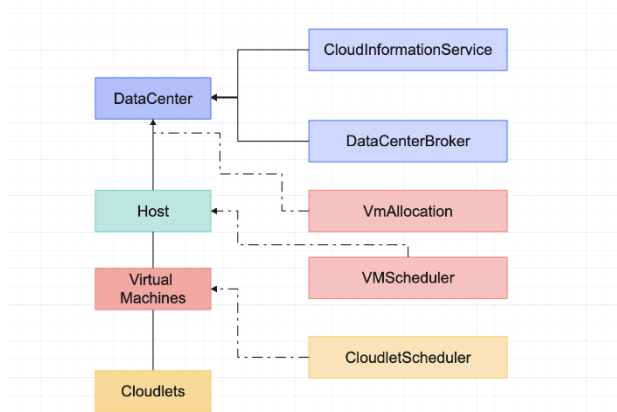 CloudInformationService
DataCenter
DataCenterBroker
Host
VmAllocation
VMScheduler
Virtual
Machines
CloudletScheduler
Cloudlets